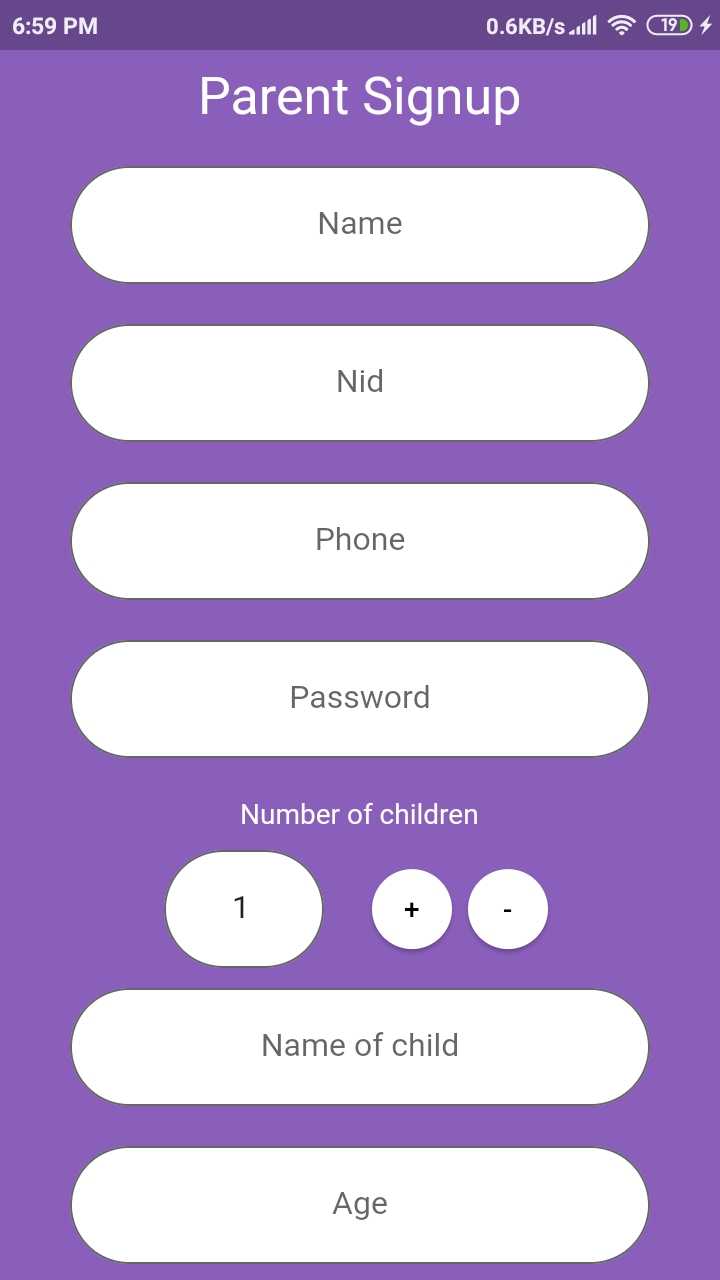 6:59 PM 0.6KB/s 19
Parent Signup
Name
Nid
Phone
Password
Number of children
1 + -
Name of child
Age